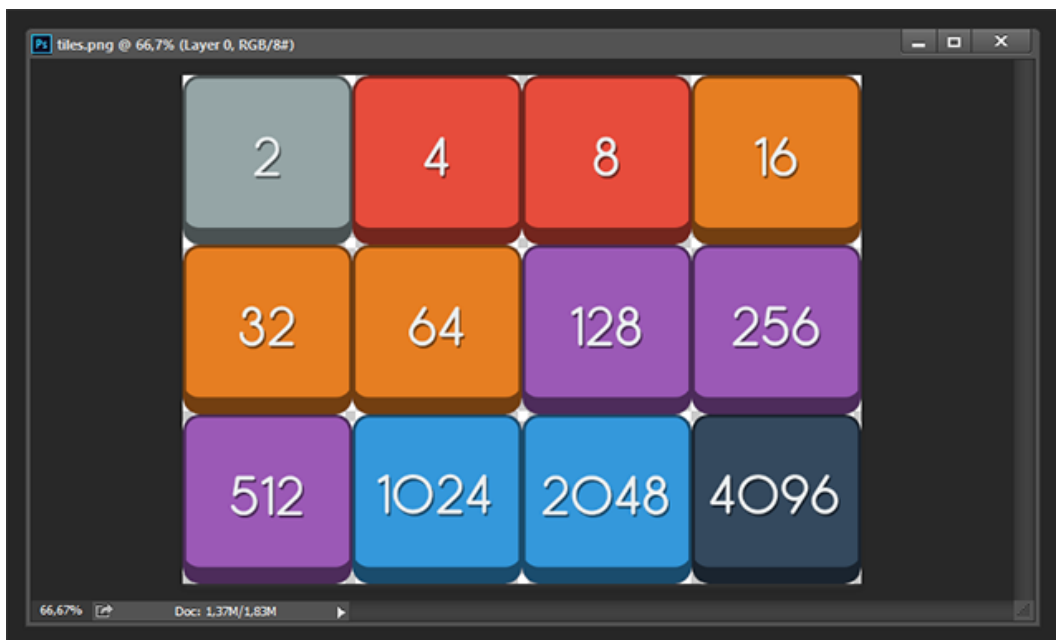 Ps tiles.png @ 66,7% (Layer 0, RGB/8#)
2 4 8 16
32 64 128 256
512 1024 2048 4096
66,67% Doc: 1,37M/1,83M